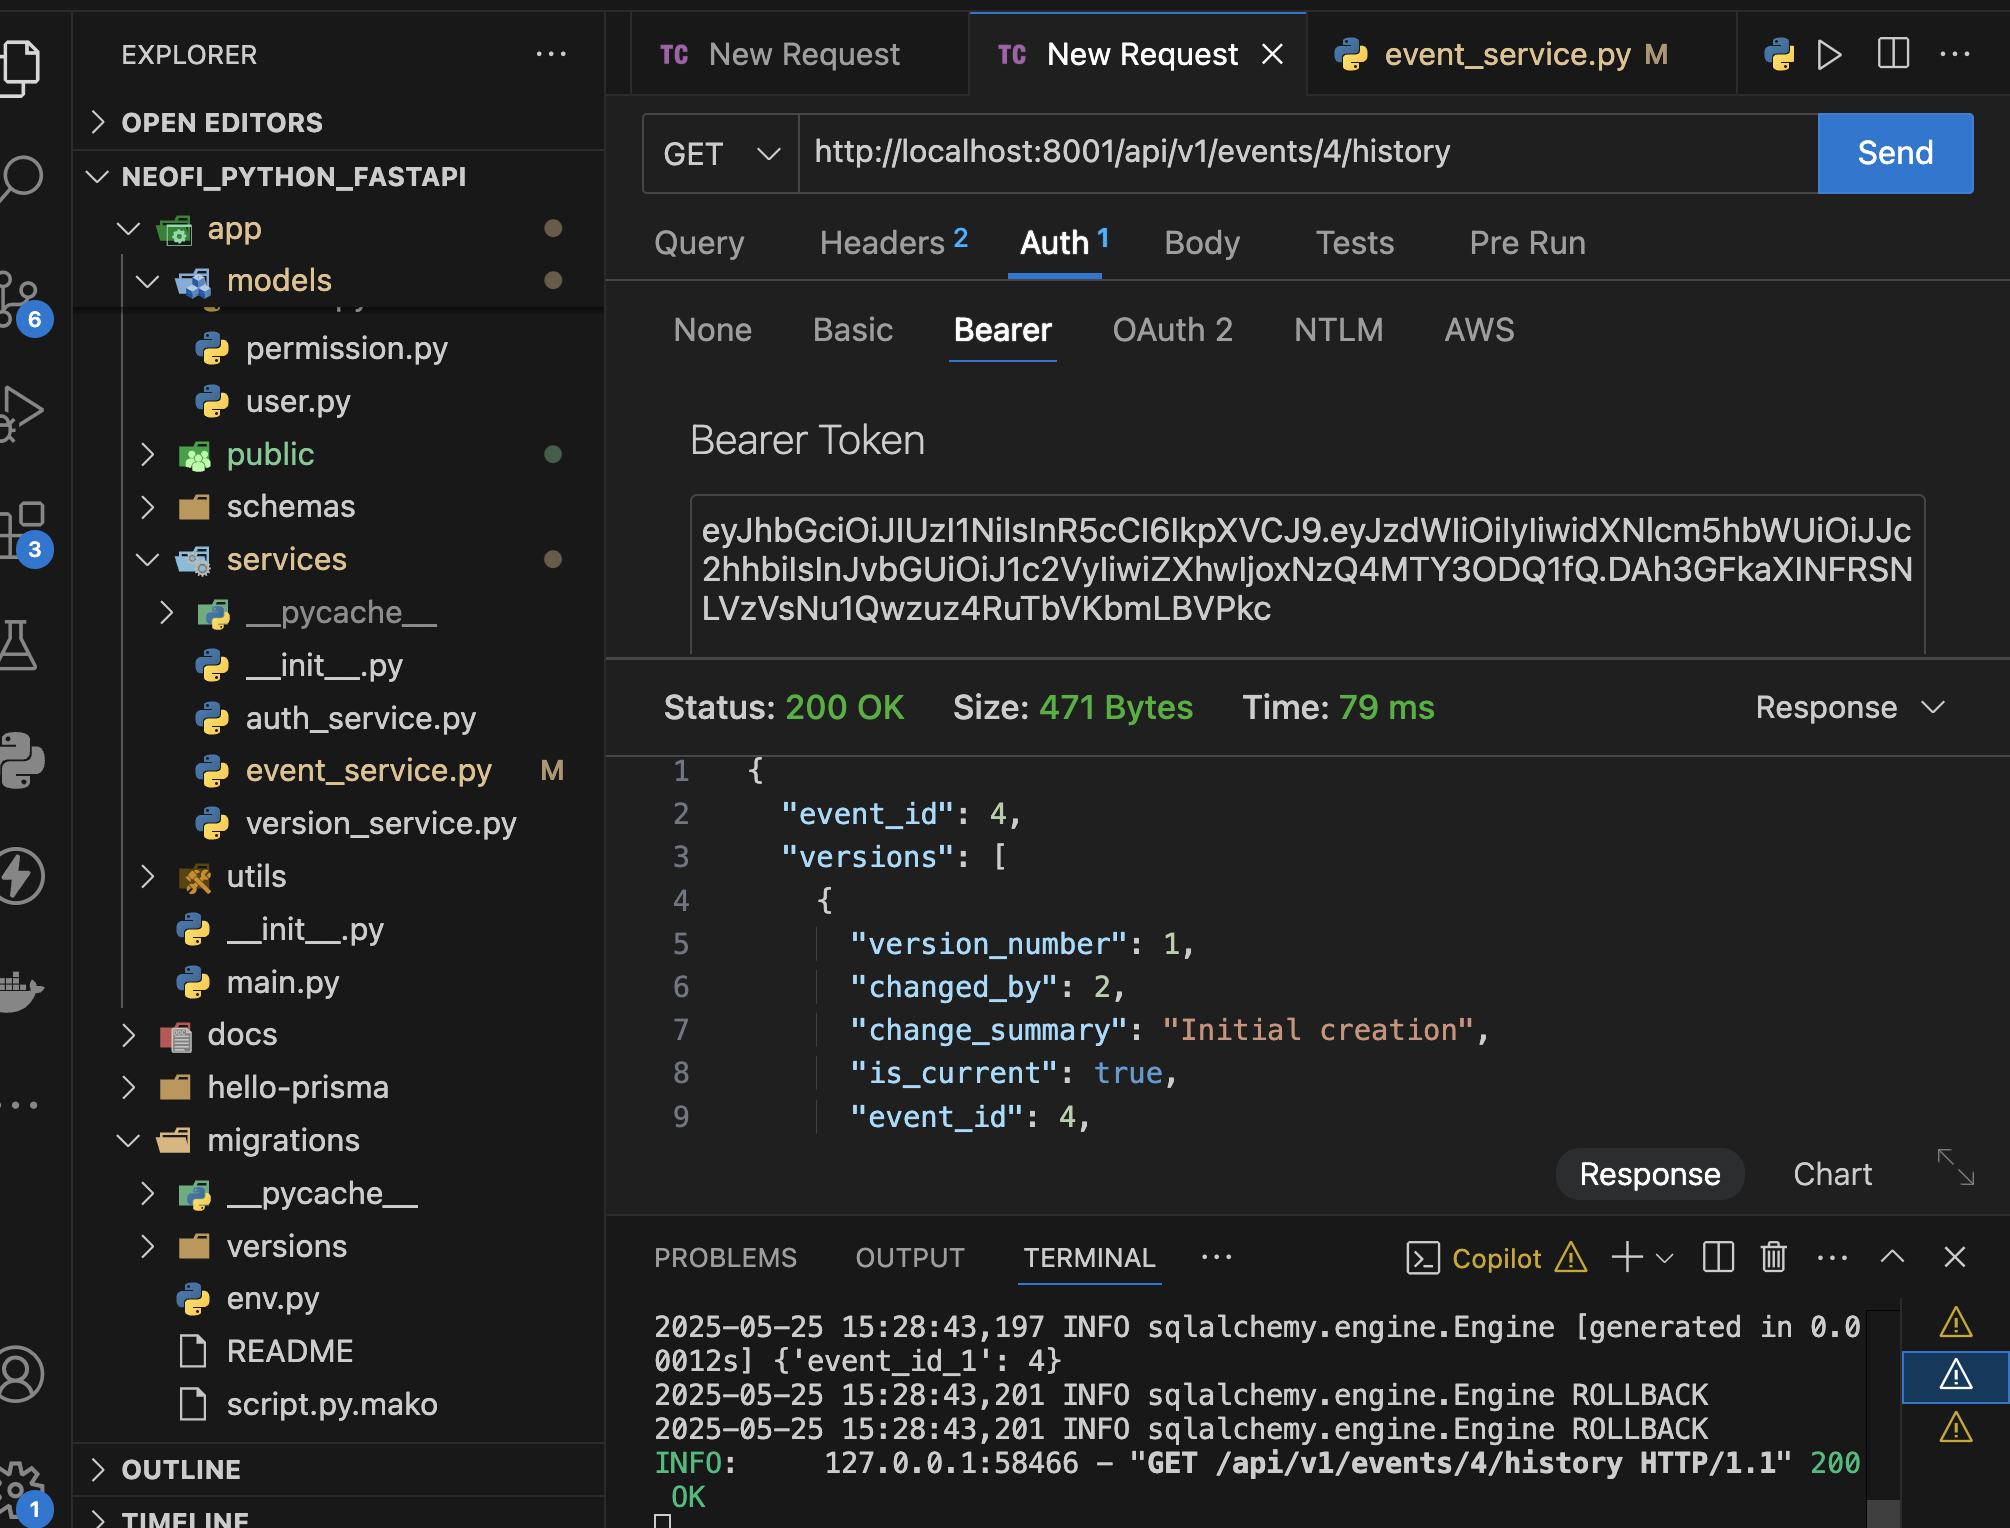 EXPLORER
OPEN EDITORS
NEOFI_PYTHON_FASTAPI
app
models
permission.py
user.py
public
schemas
services
__pycache__
__init__.py
auth_service.py
event_service.py M
version_service.py
utils
__init__.py
main.py
docs
hello-prisma
migrations
__pycache__
versions
env.py
README
script.py.mako
OUTLINE
TIMELINE
6
3
1
TC New Request
TC New Request
event_service.py M
GET http://localhost:8001/api/v1/events/4/history Send
Query Headers 2 Auth 1 Body Tests Pre Run
None Basic Bearer OAuth 2 NTLM AWS
Bearer Token
eyJhbGciOiJIUzI1NiIsInR5cCI6IkpXVCJ9.eyJzdWIiOiIyIiwidXNlcm5hbWUiOiJJc
2hhbiIsInJvbGUiOiJ1c2VyIiwiZXhwIjoxNzQ4MTY3ODQ1fQ.DAh3GFkaXINFRSN
LVzVsNu1Qwzuz4RuTbVKbmLBVPkc
Status: 200 OK Size: 471 Bytes Time: 79 ms Response
1 {
2 "event_id": 4,
3 "versions": [
4 {
5 "version_number": 1,
6 "changed_by": 2,
7 "change_summary": "Initial creation",
8 "is_current": true,
9 "event_id": 4,
Response Chart
PROBLEMS OUTPUT TERMINAL Copilot
2025-05-25 15:28:43,197 INFO sqlalchemy.engine.Engine [generated in 0.0
0012s] {'event_id_1': 4}
2025-05-25 15:28:43,201 INFO sqlalchemy.engine.Engine ROLLBACK
2025-05-25 15:28:43,201 INFO sqlalchemy.engine.Engine ROLLBACK
INFO: 127.0.0.1:58466 - "GET /api/v1/events/4/history HTTP/1.1" 200
OK